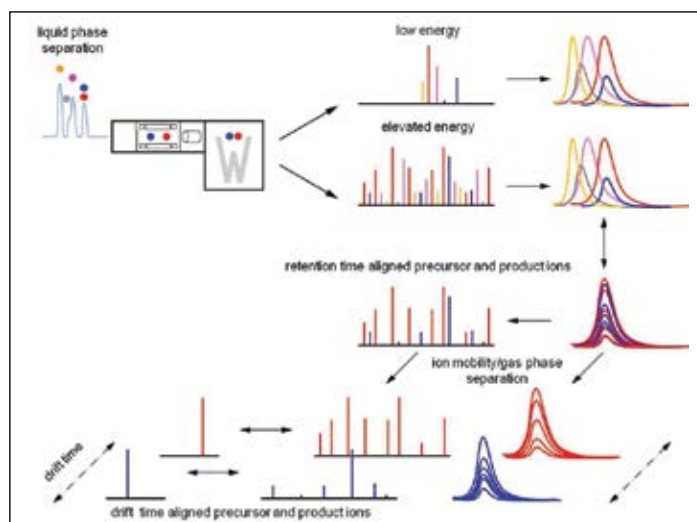 liquid phase
separation
low energy
elevated energy
retention time aligned precursor and productions
ion mobility/gas phase
separation
drift time
drift time aligned precursor and productions